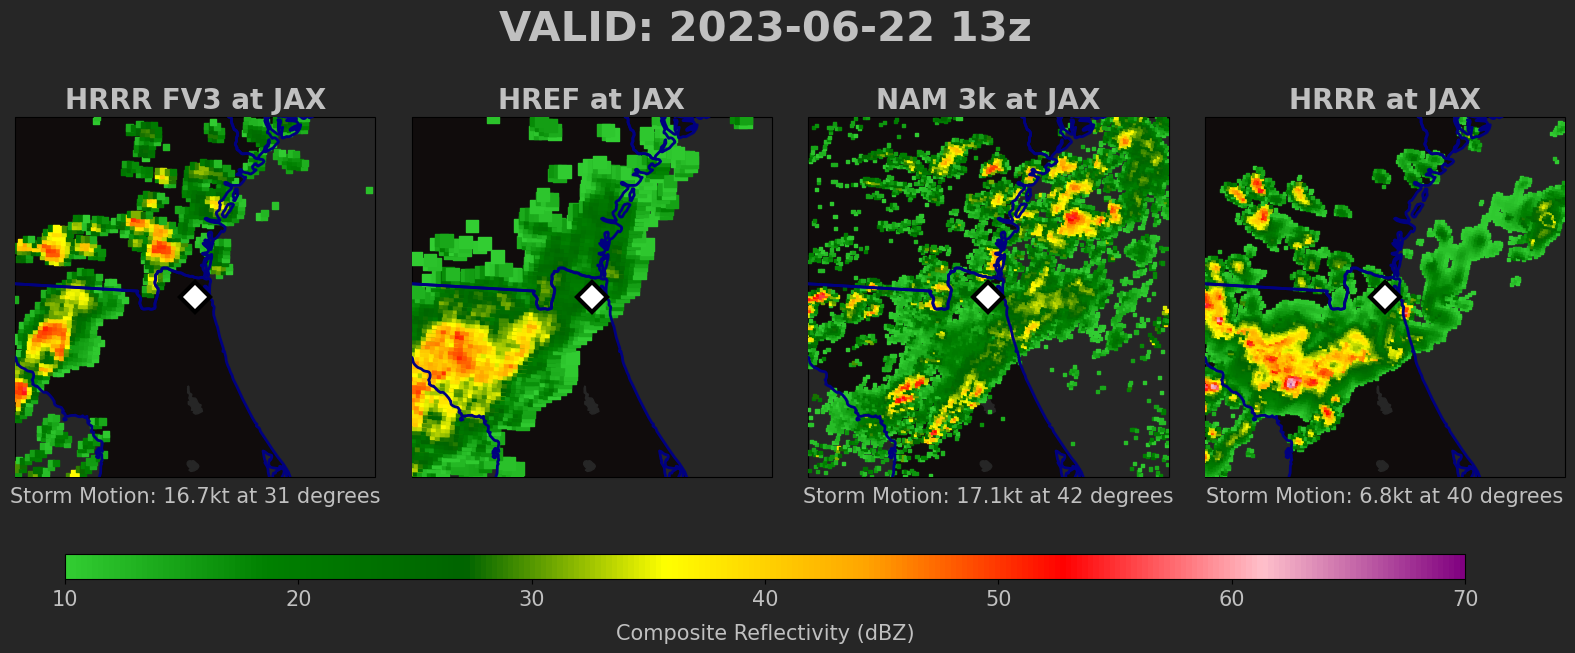 VALID: 2023-06-22 13z
HRRR FV3 at JAX
HREF at JAX
NAM 3k at JAX
HRRR at JAX
Storm Motion: 16.7kt at 31 degrees
Storm Motion: 17.1kt at 42 degrees
Storm Motion: 6.8kt at 40 degrees
10 20 30 40 50 60 70
Composite Reflectivity (dBZ)